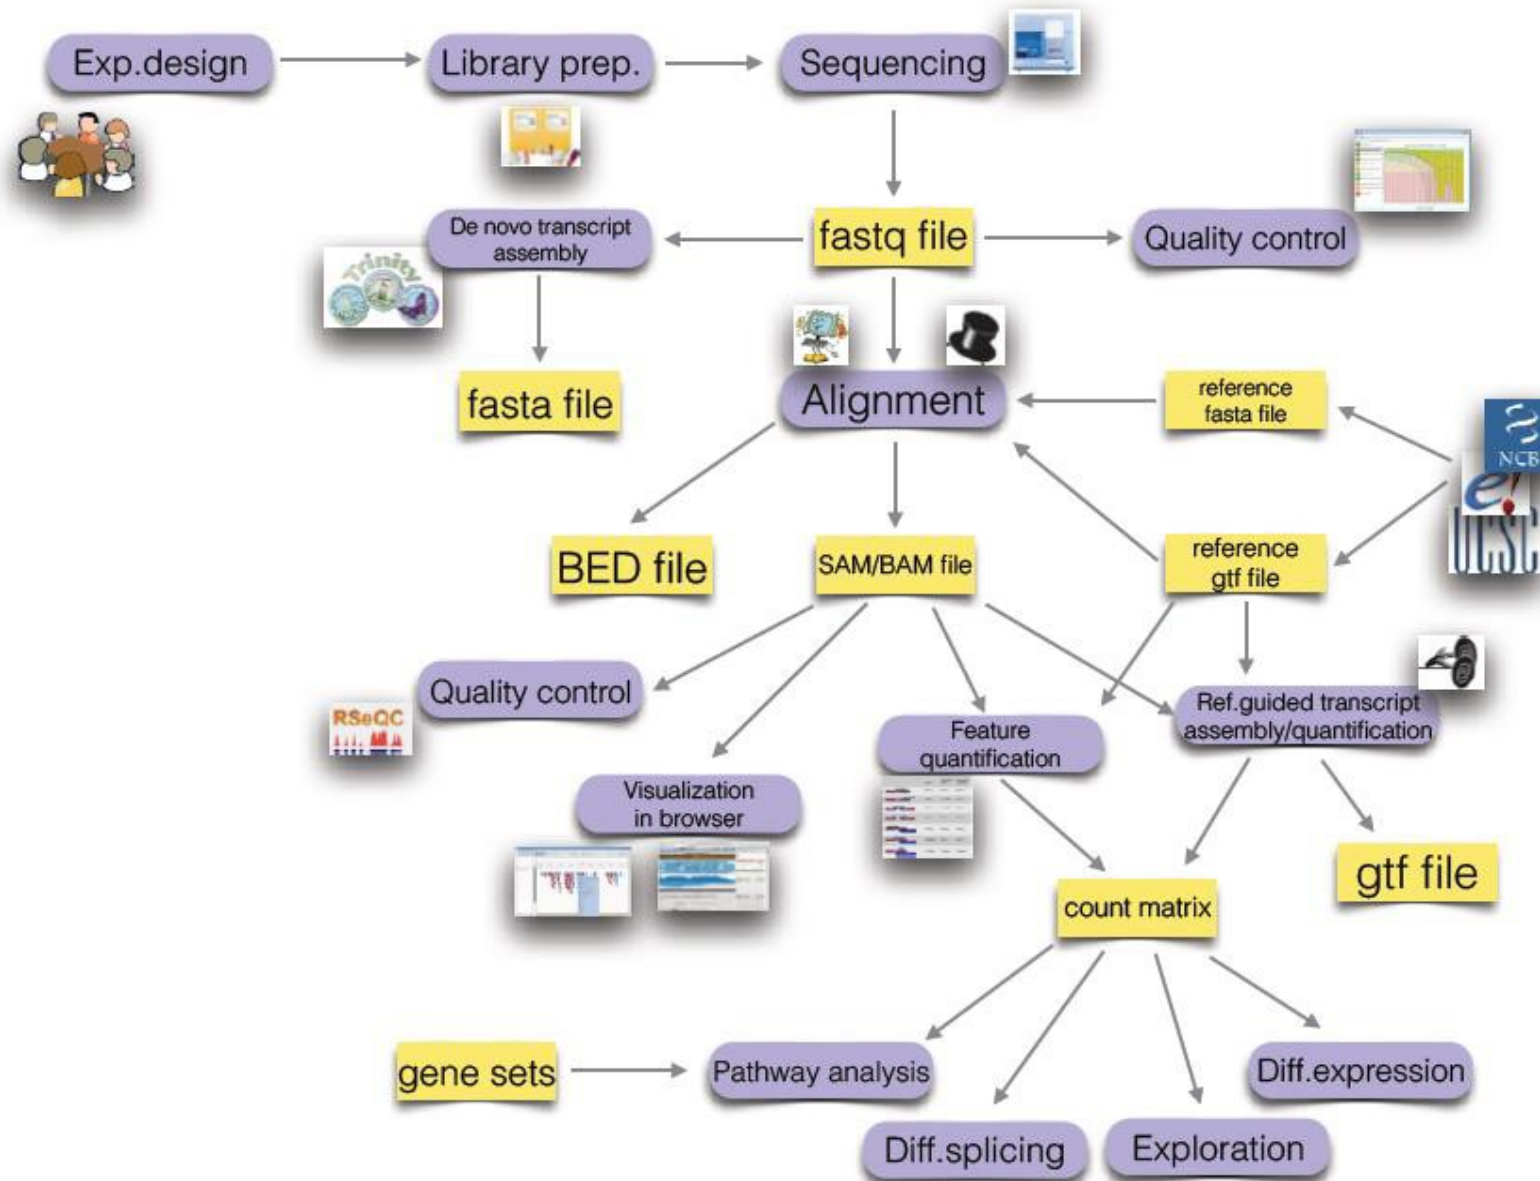 Exp.design
Library prep.
Sequencing
De novo transcript
assembly
fastq file
Quality control
Trinity
fasta file
Alignment
reference
fasta file
NCB
e!
UCSC
BED file
SAM/BAM file
reference
gtf file
Quality control
RSeQC
Feature
quantification
Ref.guided transcript
assembly/quantification
Visualization
in browser
count matrix
gtf file
gene sets
Pathway analysis
Diff.expression
Diff.splicing
Exploration